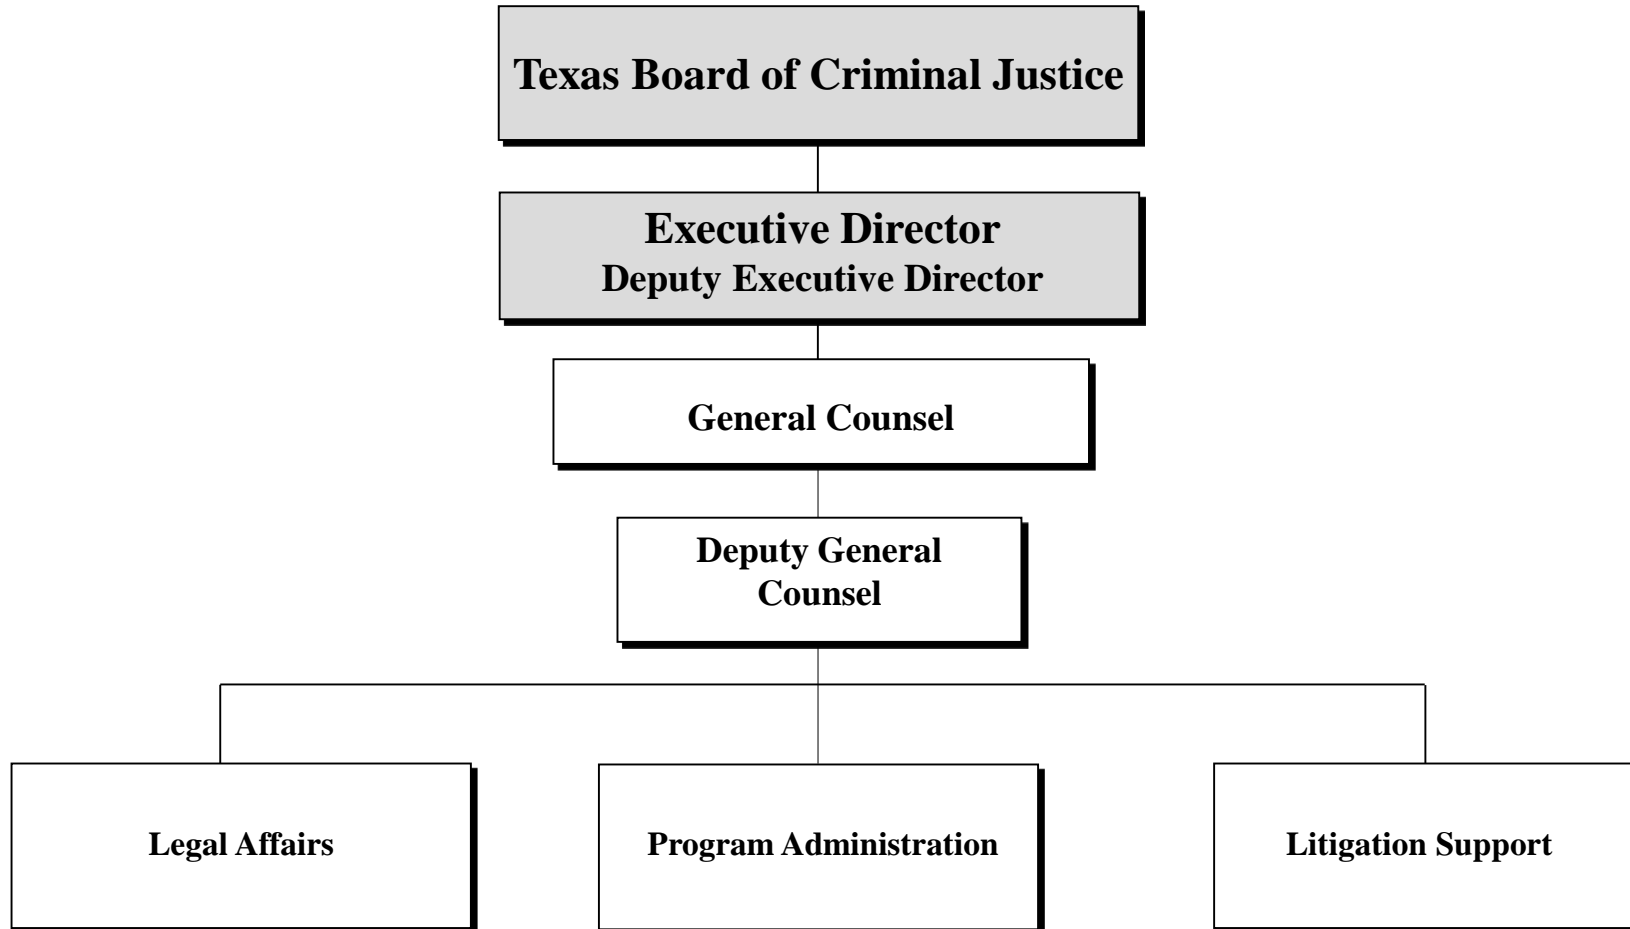 Texas Board of Criminal Justice
Executive Director
Deputy Executive Director
General Counsel
Deputy General
Counsel
Legal Affairs
Program Administration
Litigation Support